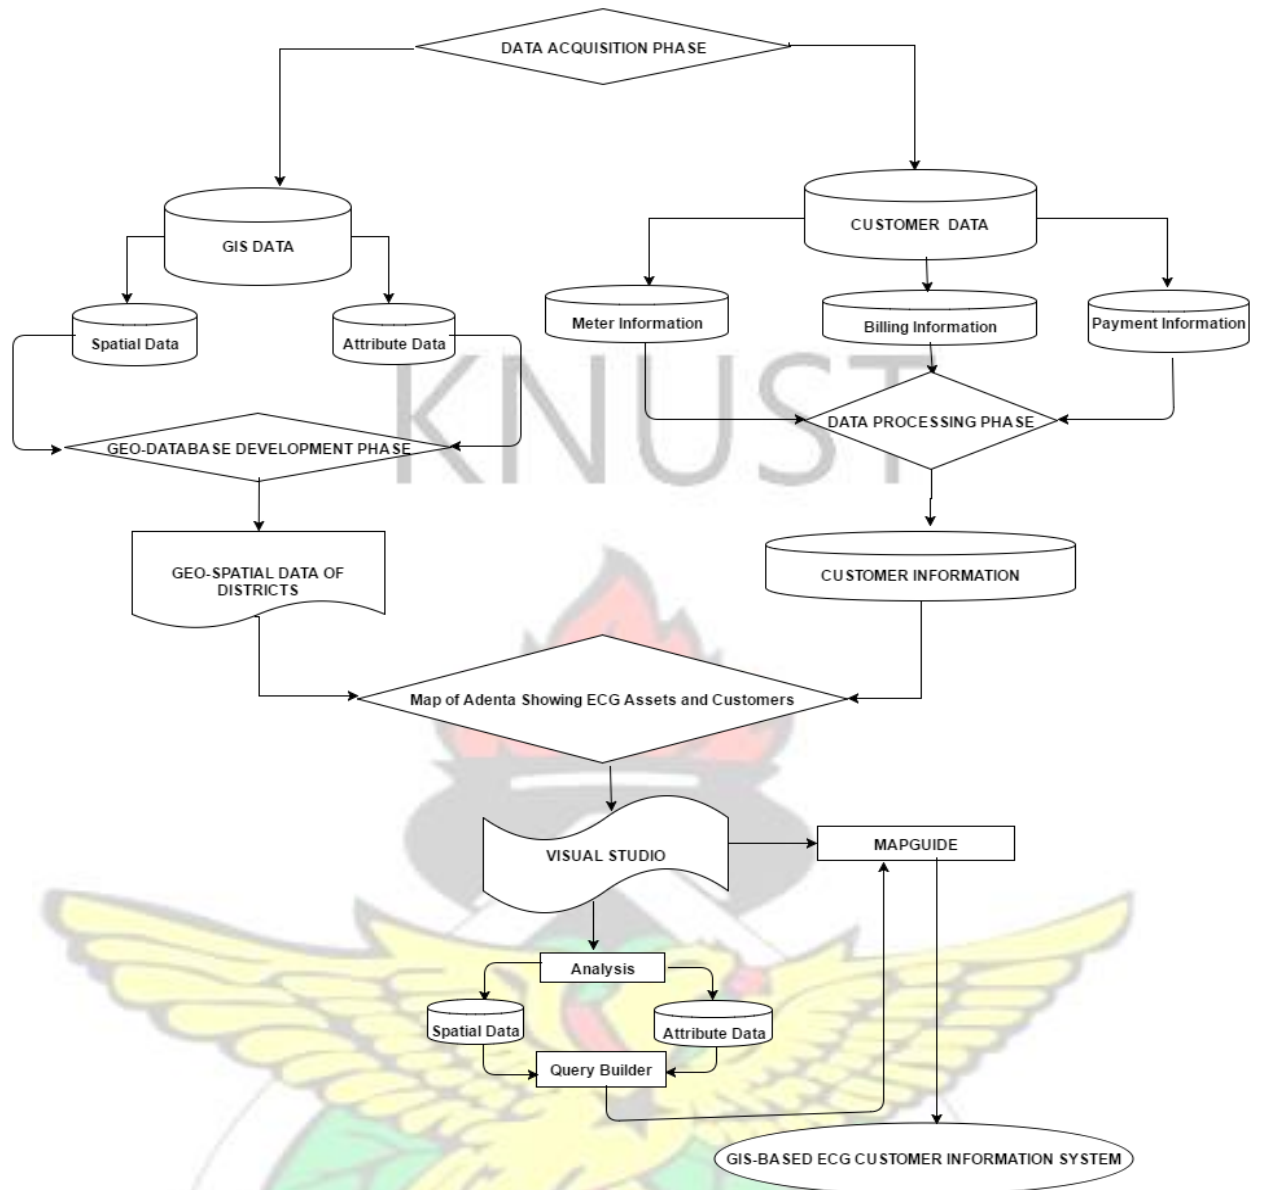 DATA ACQUISITION PHASE
GIS DATA
CUSTOMER DATA
Spatial Data
Attribute Data
Meter Information
Billing Information
Payment Information
KNUST
GEO-DATABASE DEVELOPMENT PHASE
DATA PROCESSING PHASE
GEO-SPATIAL DATA OF
DISTRICTS
CUSTOMER INFORMATION
Map of Adenta Showing ECG Assets and Customers
VISUAL STUDIO
MAPGUIDE
Analysis
Spatial Data
Attribute Data
Query Builder
GIS-BASED ECG CUSTOMER INFORMATION SYSTEM